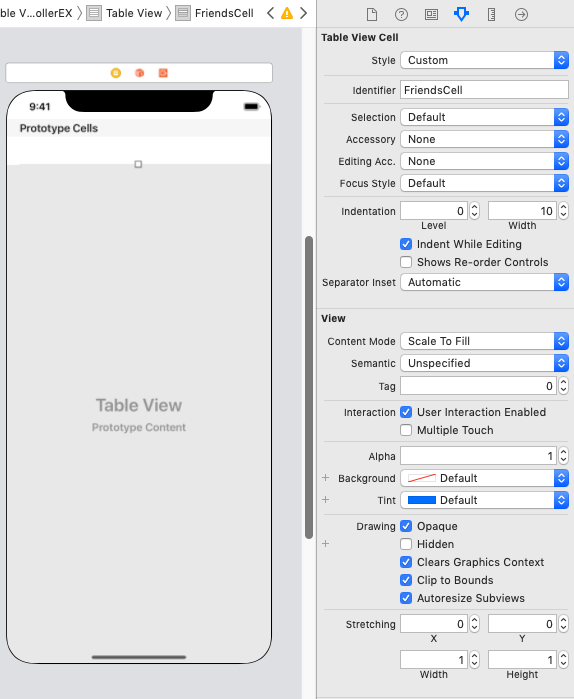 ble V...ollerEX
Table View
FriendsCell
9:41
Prototype Cells
Table View
Prototype Content
Table View Cell
Style Custom
Identifier FriendsCell
Selection Default
Accessory None
Editing Acc. None
Focus Style Default
Indentation 0 10
Level Width
Indent While Editing
Shows Re-order Controls
Separator Inset Automatic
View
Content Mode Scale To Fill
Semantic Unspecified
Tag 0
Interaction User Interaction Enabled
Multiple Touch
Alpha 1
+ Background Default
+ Tint Default
Drawing Opaque
+ Hidden
Clears Graphics Context
Clip to Bounds
Autoresize Subviews
Stretching 0 0
X Y
1 1
Width Height